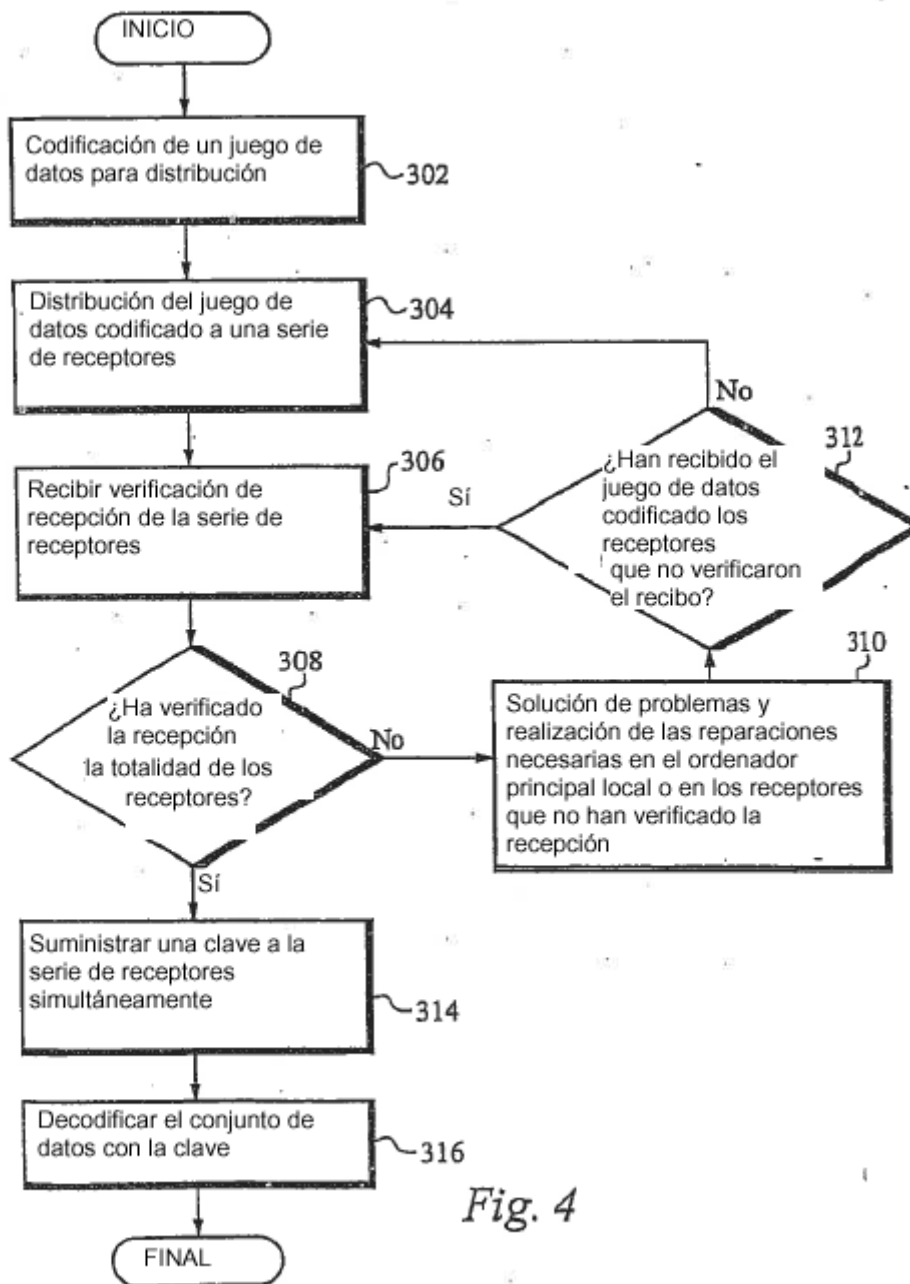 INICIO
Codificación de un juego de
datos para distribución
302
Distribución del juego de
datos codificado a una serie
de receptores
304
No
312
¿Han recibido el
juego de datos
codificado los
receptores
que no verificaron
el recibo?
Sí
306
Recibir verificación de
recepción de la serie de
receptores
308
¿Ha verificado
la recepción
la totalidad de los
receptores?
No
310
Solución de problemas y
realización de las reparaciones
necesarias en el ordenador
principal local o en los receptores
que no han verificado la
recepción
Sí
Suministrar una clave a la
serie de receptores
simultáneamente
314
Decodificar el conjunto de
datos con la clave
316
FINAL
Fig. 4